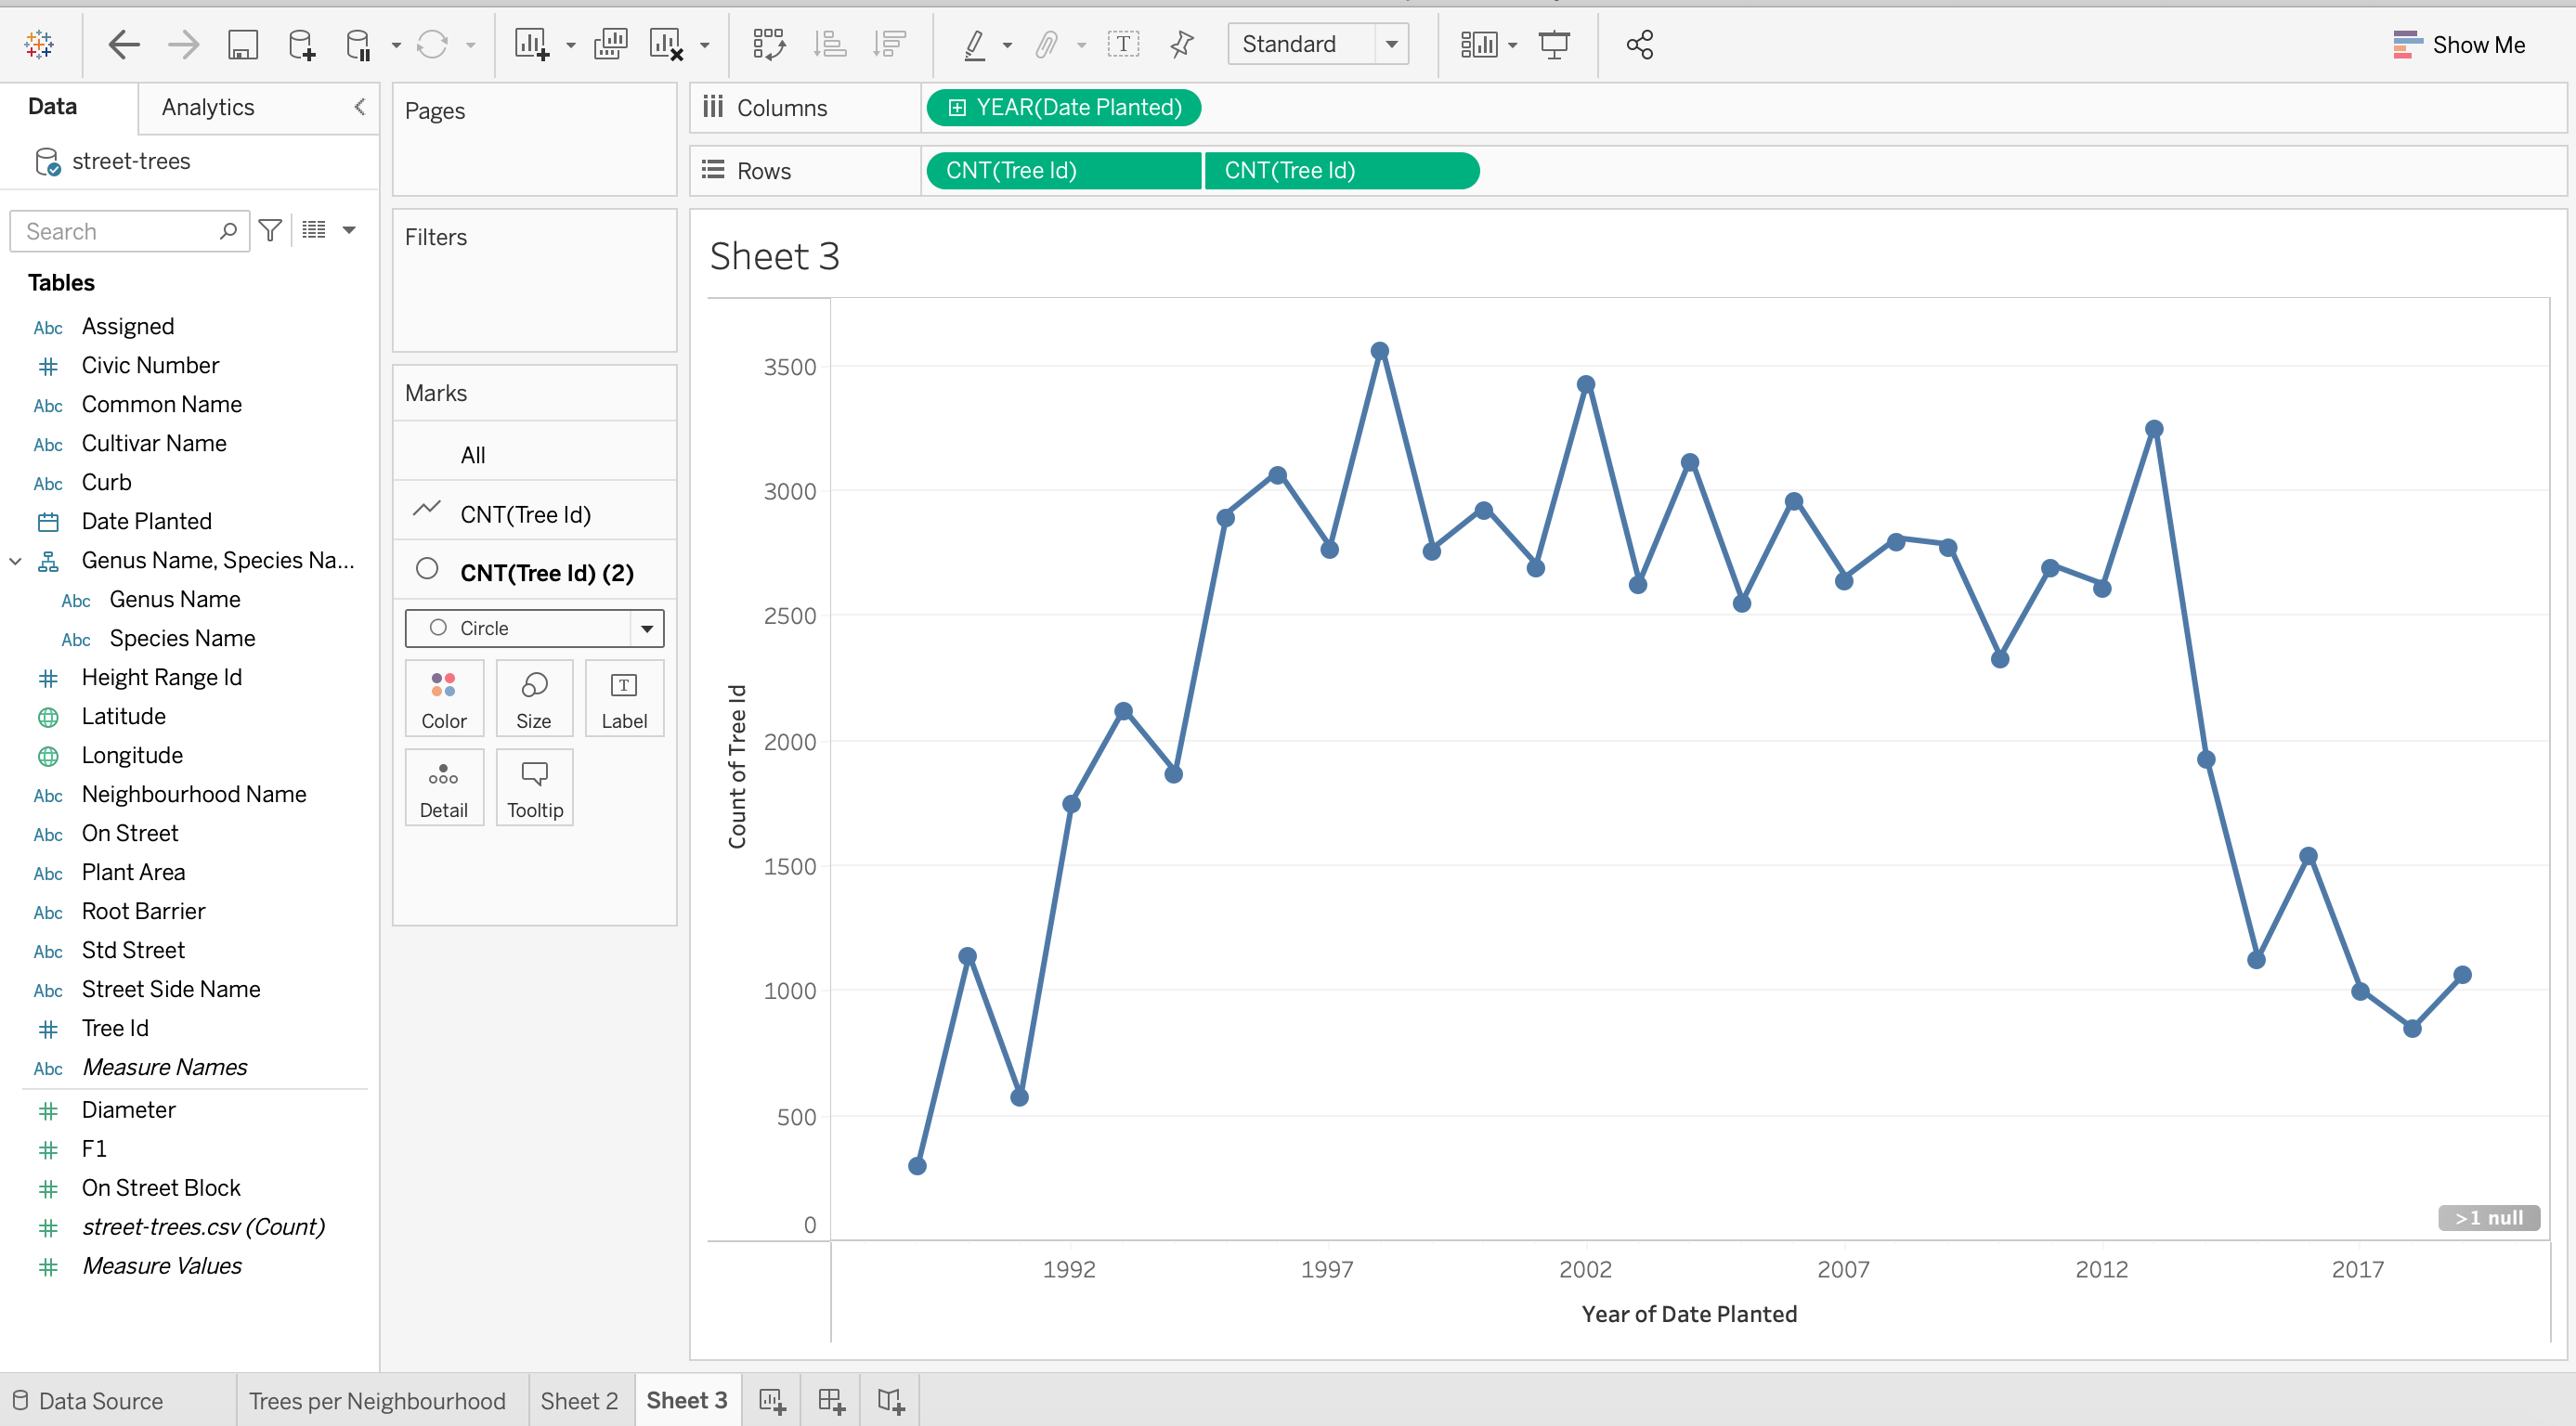 Standard
Show Me
Data
Analytics
street-trees
Search
Tables
Abc Assigned
Civic Number
Abc Common Name
Abc Cultivar Name
Abc Curb
Date Planted
Genus Name, Species Na...
Abc Genus Name
Abc Species Name
Height Range Id
Latitude
Longitude
Abc Neighbourhood Name
Abc On Street
Abc Plant Area
Abc Root Barrier
Abc Std Street
Abc Street Side Name
Tree Id
Abc Measure Names
Diameter
F1
On Street Block
street-trees.csv (Count)
Measure Values
Pages
Filters
Marks
All
CNT(Tree Id)
CNT(Tree Id) (2)
Circle
Color
Size
T
Label
Detail
Tooltip
Columns
YEAR(Date Planted)
Rows
CNT(Tree Id)
CNT(Tree Id)
Sheet 3
Count of Tree Id
3500
3000
2500
2000
1500
1000
500
0
>1 null
1992
1997
2002
2007
2012
2017
Year of Date Planted
Data Source
Trees per Neighbourhood
Sheet 2
Sheet 3